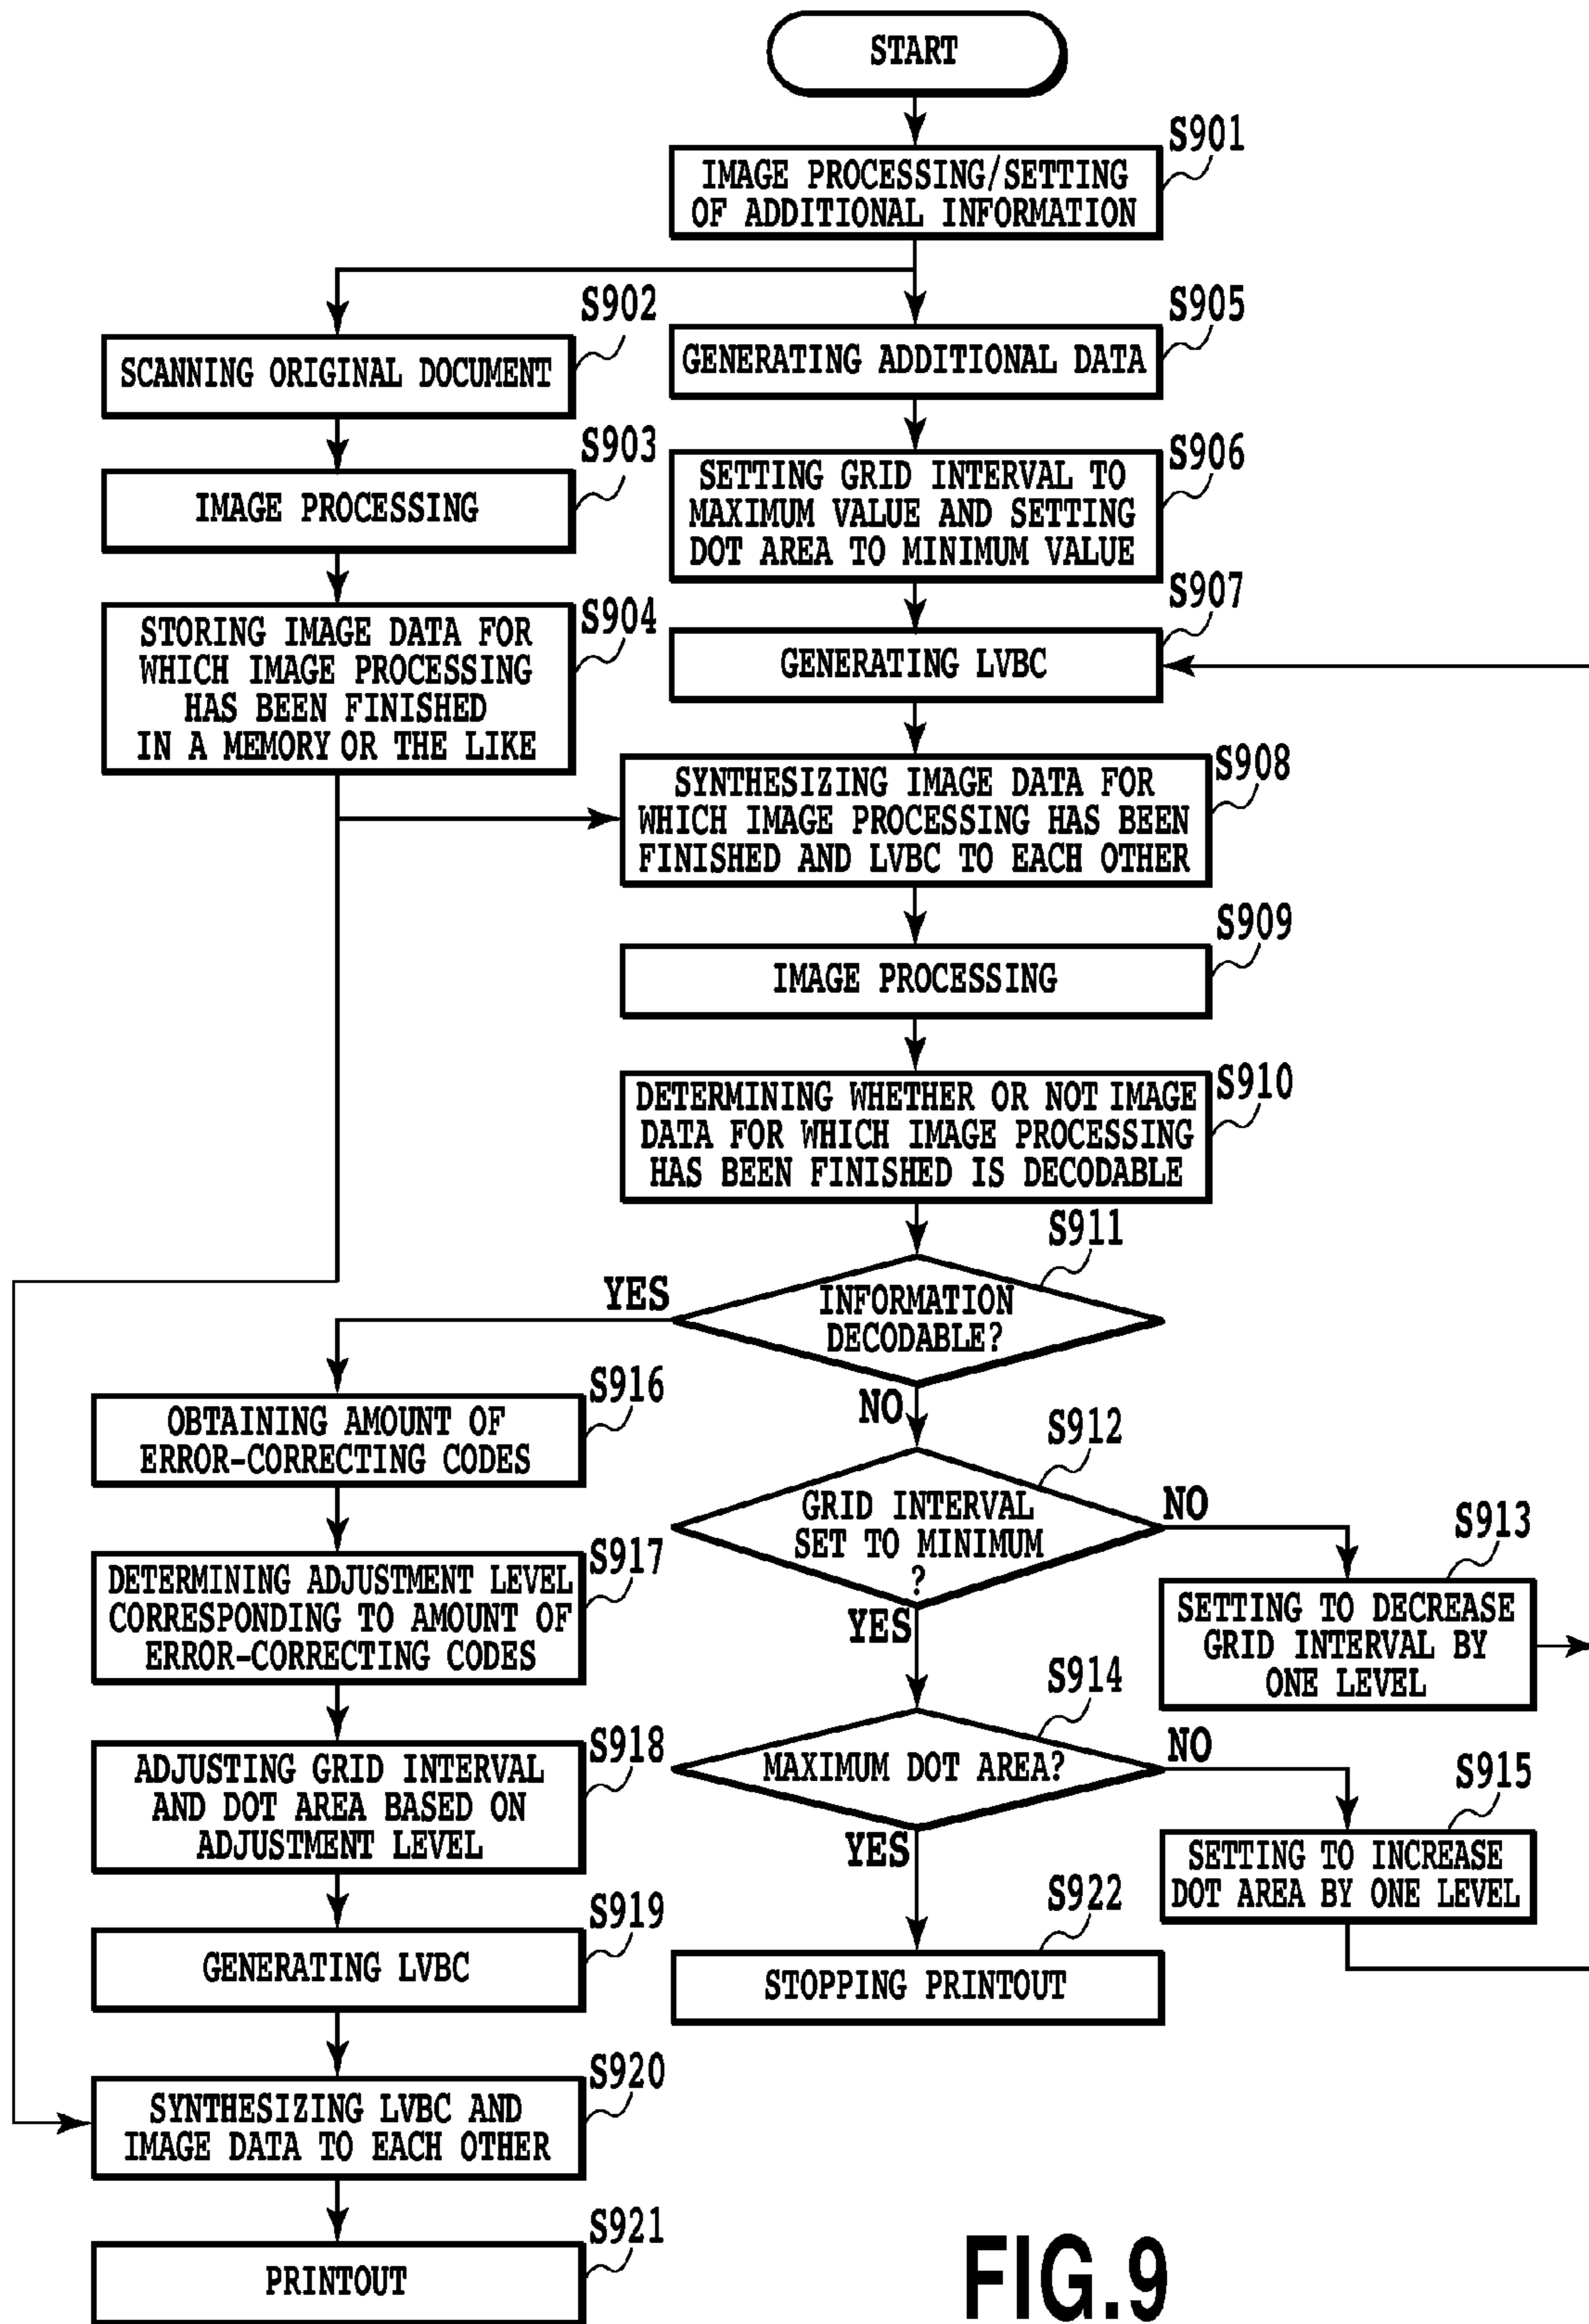 START
S901
IMAGE PROCESSING/SETTING
OF ADDITIONAL INFORMATION
S902
SCANNING ORIGINAL DOCUMENT
S903
IMAGE PROCESSING
S904
STORING IMAGE DATA FOR
WHICH IMAGE PROCESSING
HAS BEEN FINISHED
IN A MEMORY OR THE LIKE
S905
GENERATING ADDITIONAL DATA
S906
SETTING GRID INTERVAL TO
MAXIMUM VALUE AND SETTING
DOT AREA TO MINIMUM VALUE
S907
GENERATING LVBC
S908
SYNTHESIZING IMAGE DATA FOR
WHICH IMAGE PROCESSING HAS BEEN
FINISHED AND LVBC TO EACH OTHER
S909
IMAGE PROCESSING
S910
DETERMINING WHETHER OR NOT IMAGE
DATA FOR WHICH IMAGE PROCESSING
HAS BEEN FINISHED IS DECODABLE
S911
INFORMATION
DECODABLE?
YES
NO
S912
GRID INTERVAL
SET TO MINIMUM
?
NO
YES
S913
SETTING TO DECREASE
GRID INTERVAL BY
ONE LEVEL
S914
MAXIMUM DOT AREA?
NO
YES
S915
SETTING TO INCREASE
DOT AREA BY ONE LEVEL
S922
STOPPING PRINTOUT
S916
OBTAINING AMOUNT OF
ERROR-CORRECTING CODES
S917
DETERMINING ADJUSTMENT LEVEL
CORRESPONDING TO AMOUNT OF
ERROR-CORRECTING CODES
S918
ADJUSTING GRID INTERVAL
AND DOT AREA BASED ON
ADJUSTMENT LEVEL
S919
GENERATING LVBC
S920
SYNTHESIZING LVBC AND
IMAGE DATA TO EACH OTHER
S921
PRINTOUT
FIG.9